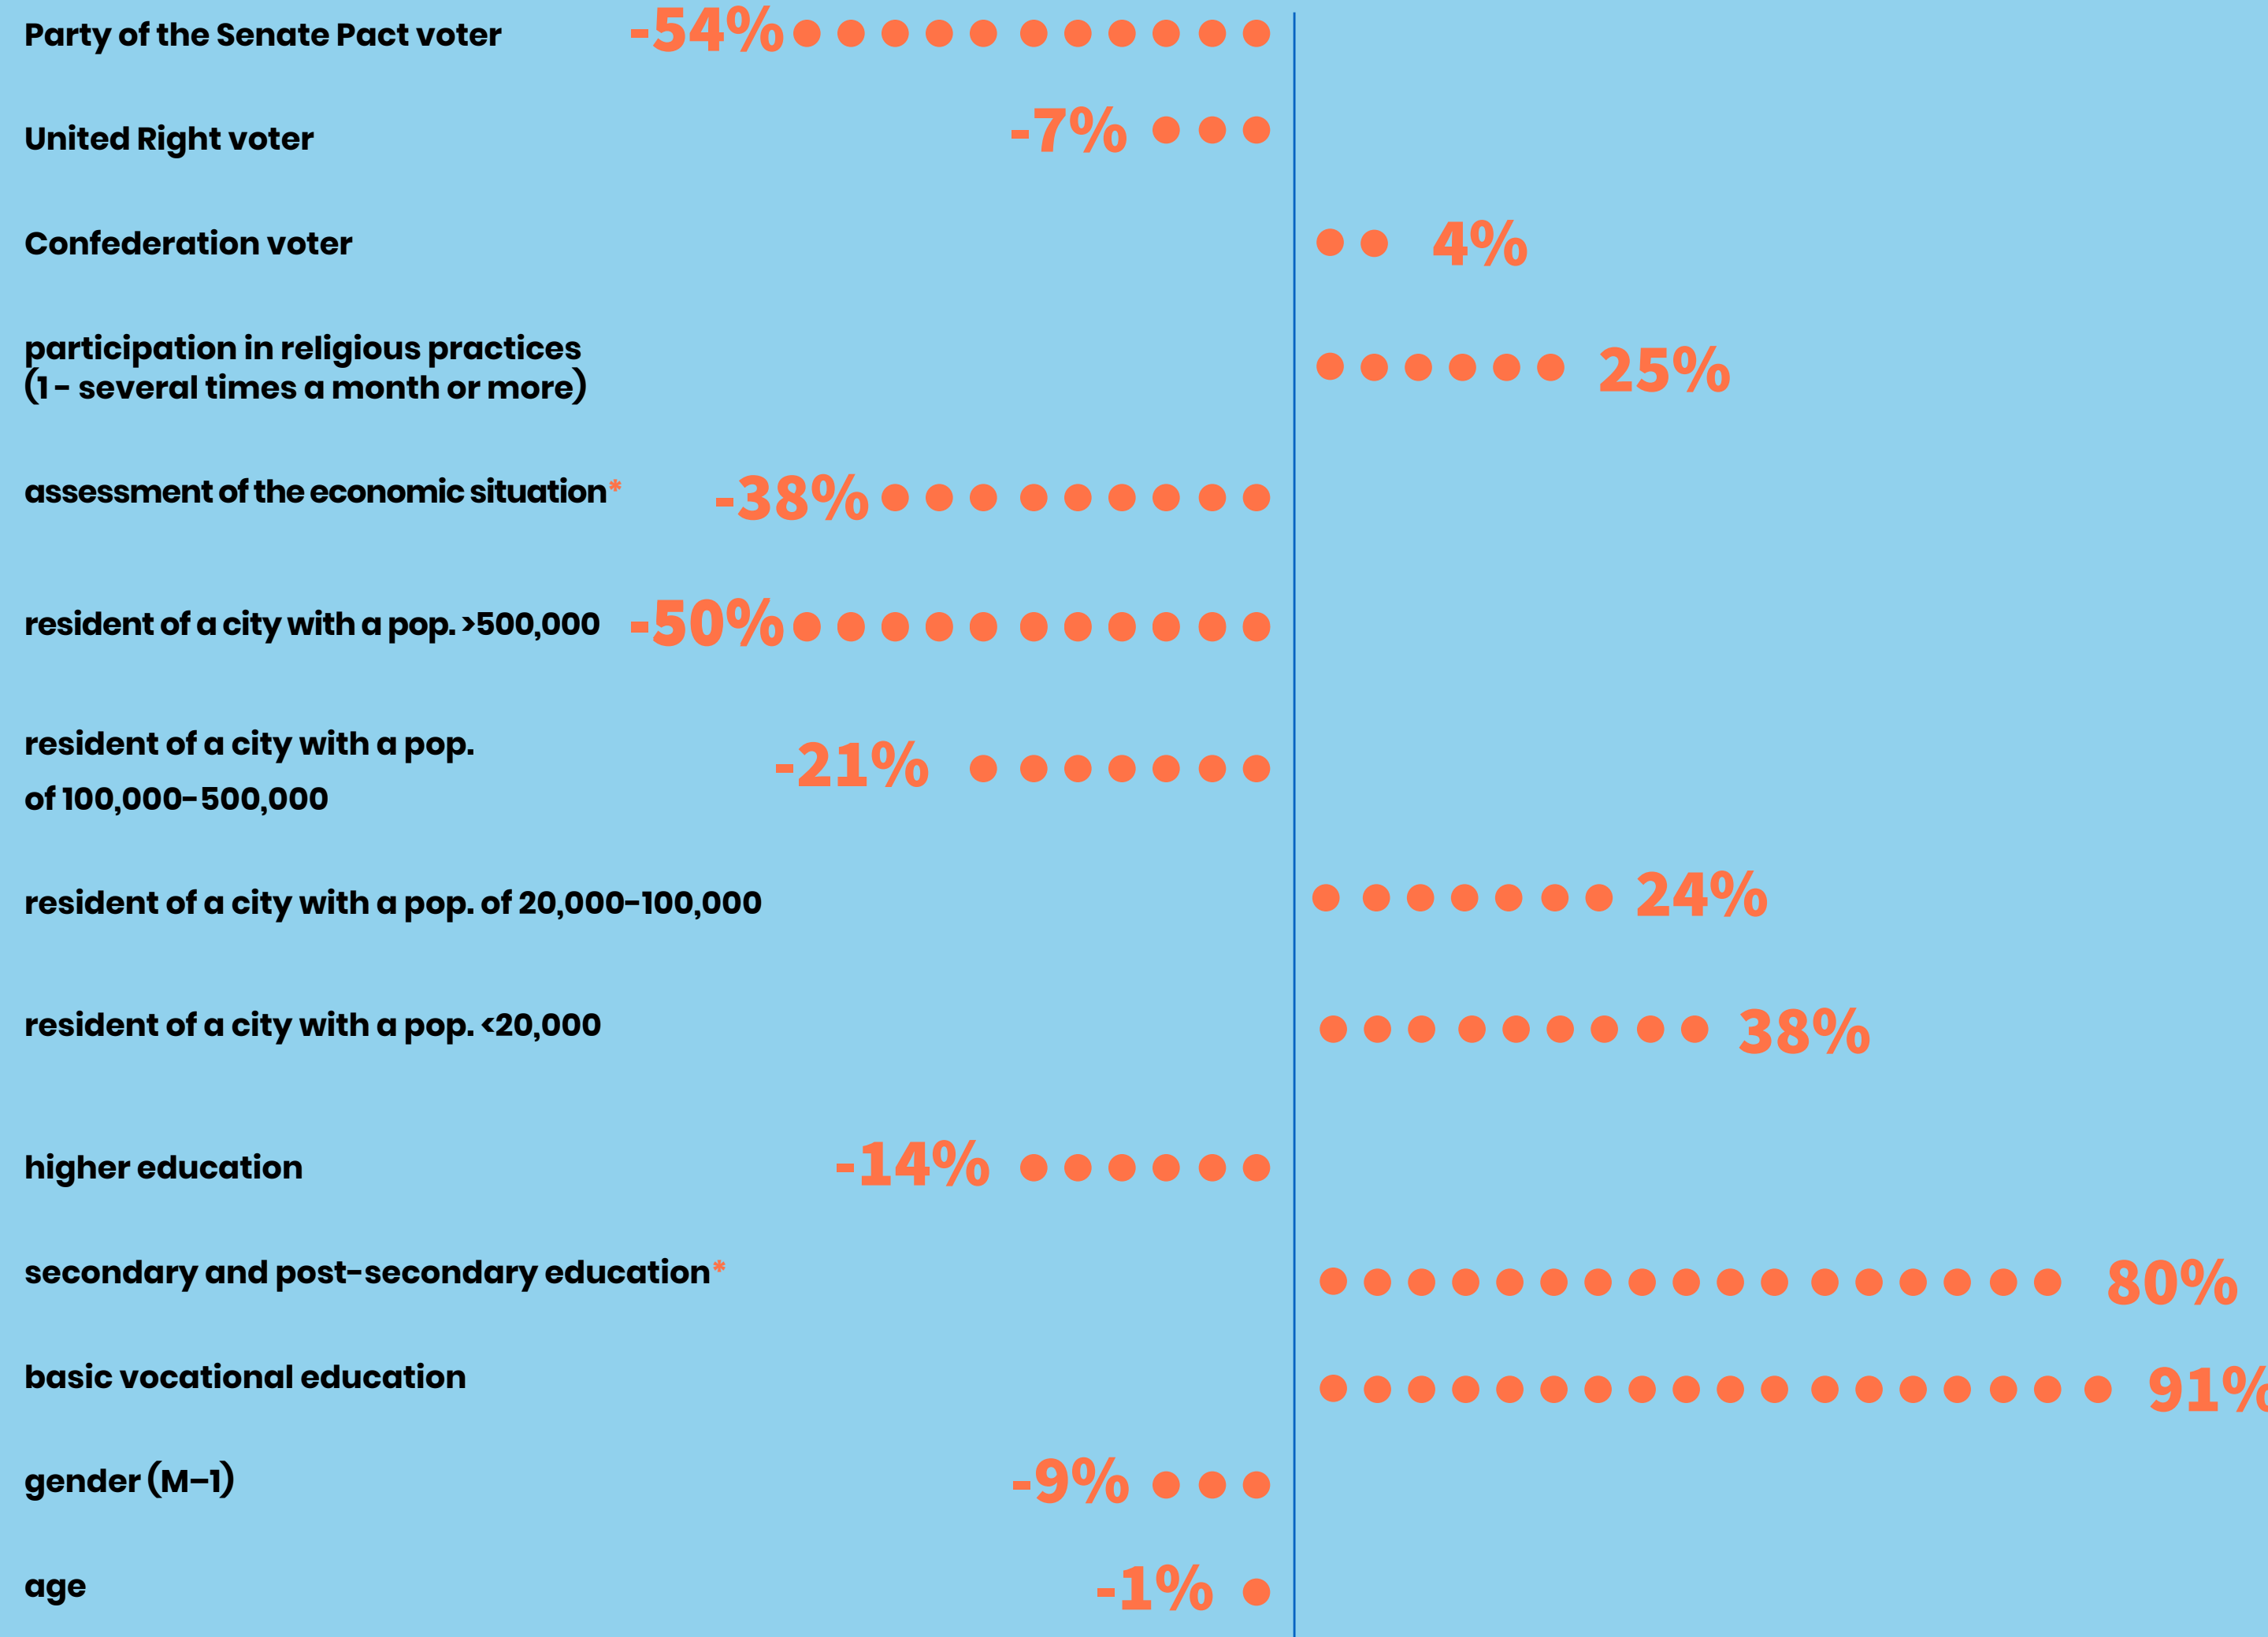 Party of the Senate Pact voter -54%
United Right voter -7%
Confederation voter 4%
participation in religious practices
(1 - several times a month or more) 25%
assessment of the economic situation* -38%
resident of a city with a pop. >500,000 -50%
resident of a city with a pop.
of 100,000-500,000 -21%
resident of a city with a pop. of 20,000-100,000 24%
resident of a city with a pop. <20,000 38%
higher education -14%
secondary and post-secondary education* 80%
basic vocational education 91%
gender (M–1) -9%
age -1%